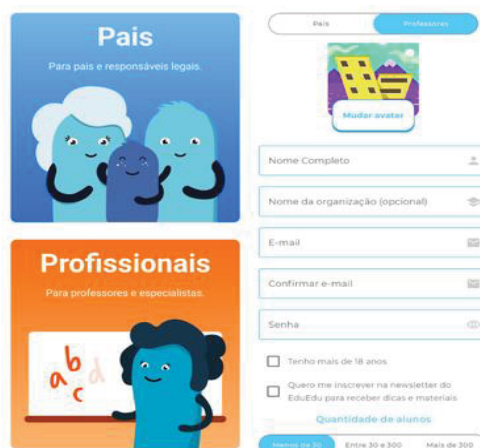 Pais
Para pais e responsáveis legais.
Profissionais
Para professores e especialistas.
a b d
c
Pais Professores
Mudar avatar
Nome Completo
Nome da organização (opcional)
E-mail
Confirmar e-mail
Senha
Tenho mais de 18 anos
Quero me inscrever na newsletter do
EduEdu para receber dicas e materiais
Quantidade de alunos
Menos de 30 Entre 30 e 300 Mais de 300